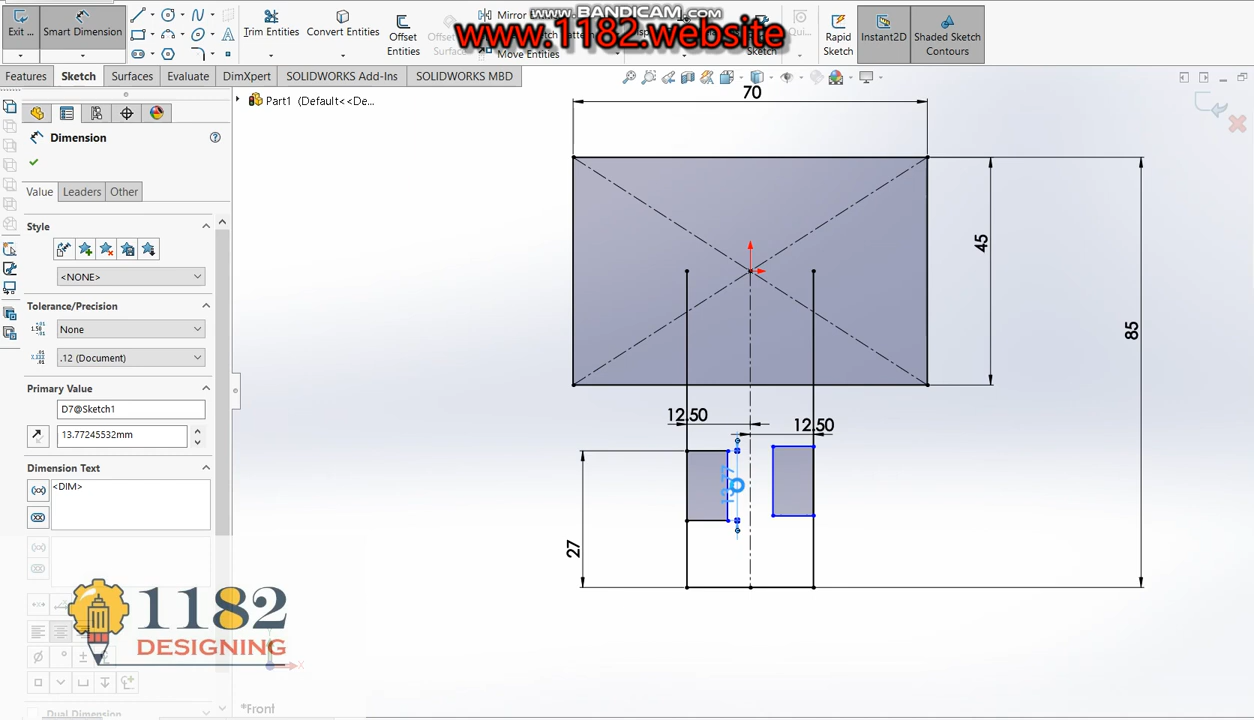 www.BANDICAM.com
www.1182.website
Exit ...
Smart Dimension
Trim Entities
Convert Entities
Offset Entities
Mirror
Move Entities
Rapid Sketch
Instant2D
Shaded Sketch Contours
Features
Sketch
Surfaces
Evaluate
DimXpert
SOLIDWORKS Add-Ins
SOLIDWORKS MBD
Part1 (Default<<De...
Dimension
Value
Leaders
Other
Style
<NONE>
Tolerance/Precision
None
.12 (Document)
Primary Value
D7@Sketch1
13.77245532mm
Dimension Text
<DIM>
Dual Dimension
70
45
85
12.50
12.50
13.77
27
1182
DESIGNING
*Front